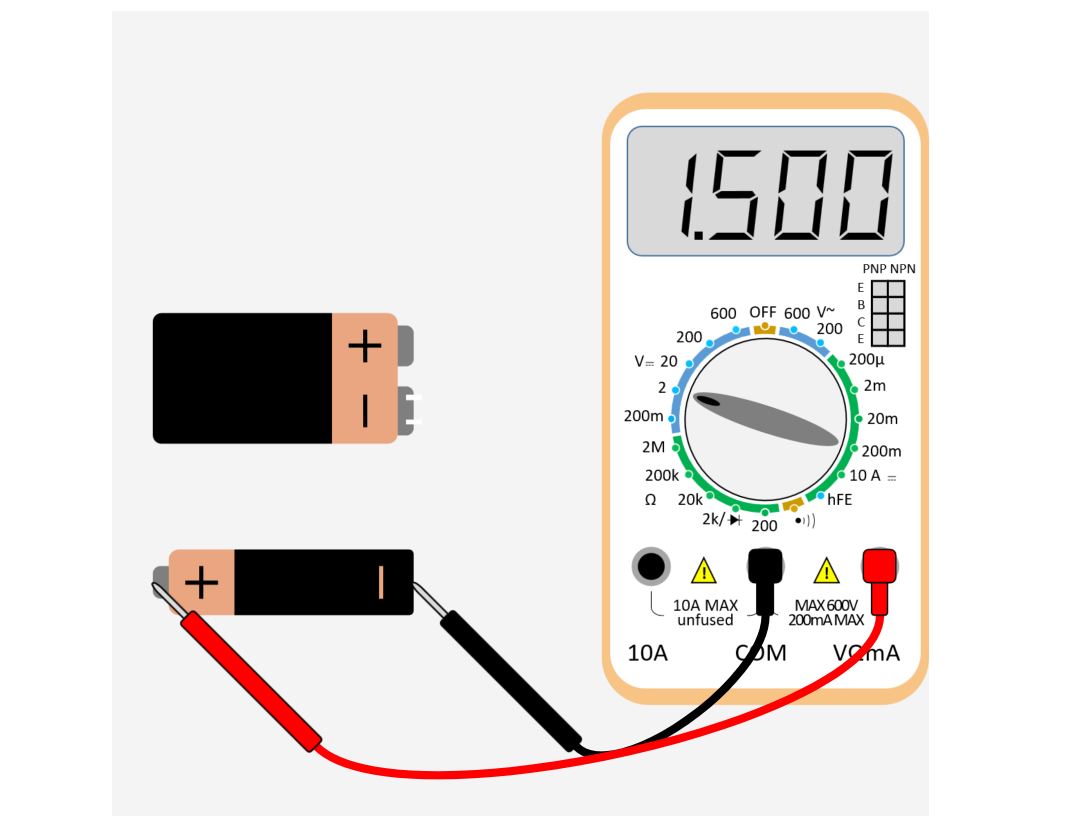 1.500
PNP NPN
E
B
C
E
600 OFF 600 V~
200 200
V⎓ 20 200µ
2 2m
200m 20m
2M 200m
200k 10 A ⎓
Ω 20k hFE
2k/ 200
+
-
+
-
10A MAX
unfused
MAX 600V
200mA MAX
10A COM VΩmA